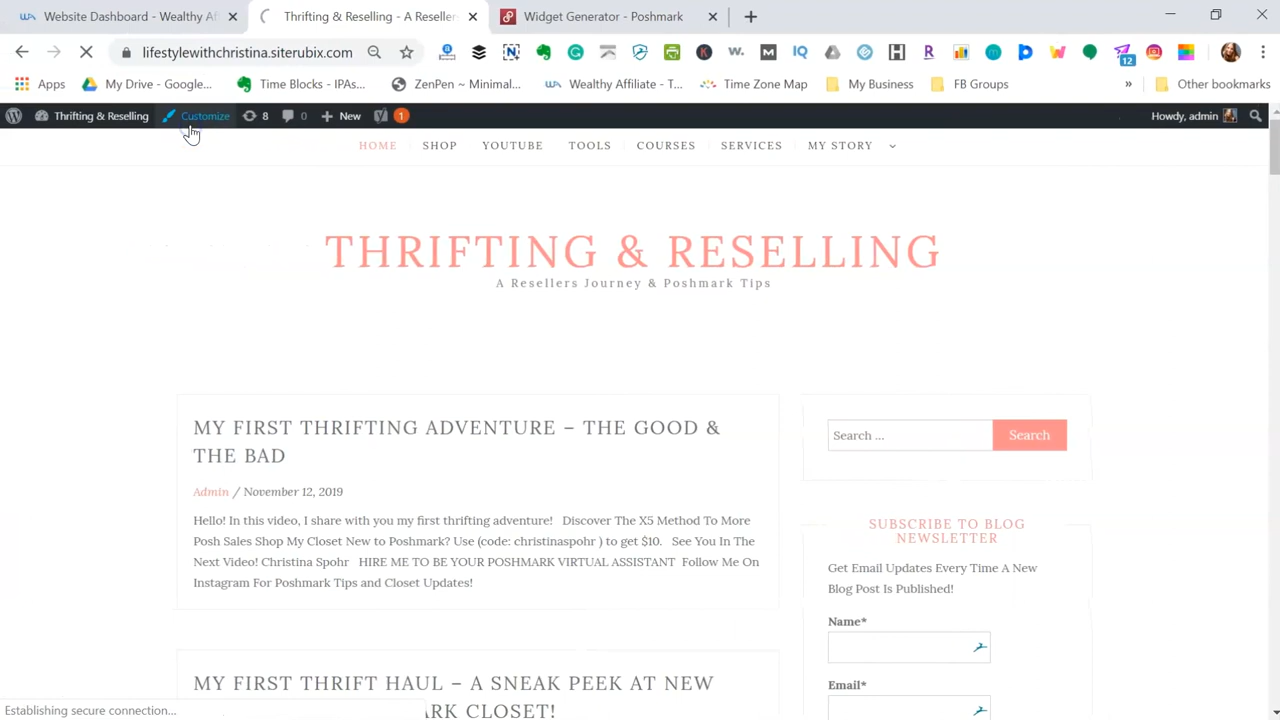 Website Dashboard - Wealthy Af
Thrifting & Reselling - A Reseller
Widget Generator - Poshmark
lifestylewithchristina.siterubix.com
12
Apps
My Drive - Google...
Time Blocks - IPAs...
ZenPen ~ Minimal...
Wealthy Affiliate - T...
Time Zone Map
My Business
FB Groups
»
Other bookmarks
Thrifting & Reselling
Customize
8
0
New
1
Howdy, admin
HOME
SHOP
YOUTUBE
TOOLS
COURSES
SERVICES
MY STORY
THRIFTING & RESELLING
A Resellers Journey & Poshmark Tips
MY FIRST THRIFTING ADVENTURE – THE GOOD &
THE BAD
Admin / November 12, 2019
Hello! In this video, I share with you my first thrifting adventure! Discover The X5 Method To More
Posh Sales Shop My Closet New to Poshmark? Use (code: christinaspohr ) to get $10. See You In The
Next Video! Christina Spohr HIRE ME TO BE YOUR POSHMARK VIRTUAL ASSISTANT Follow Me On
Instagram For Poshmark Tips and Closet Updates!
MY FIRST THRIFT HAUL – A SNEAK PEEK AT NEW
ARK CLOSET!
Search ...
Search
SUBSCRIBE TO BLOG
NEWSLETTER
Get Email Updates Every Time A New
Blog Post Is Published!
Name*
Email*
Establishing secure connection...